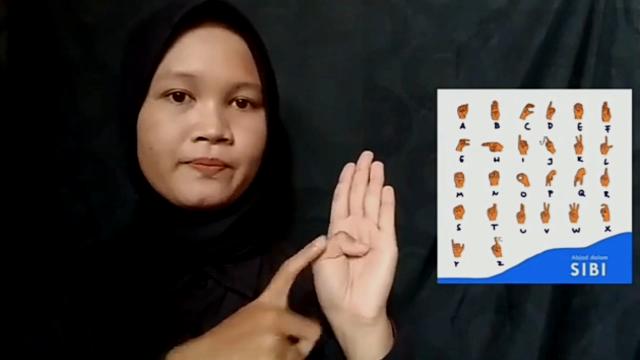 A B C D E F
G H I J K L
M N O P Q R
S T U V W X
Y Z
Abjad dalam
SIBI